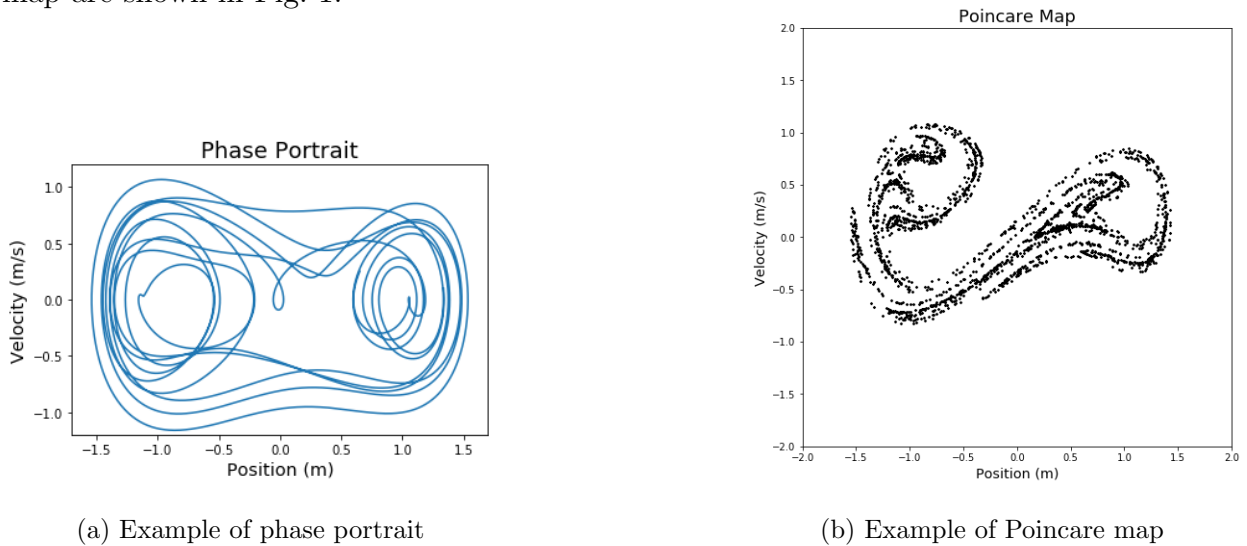 map are shown in Fig. 1.
Phase Portrait
Velocity (m/s)
1.0
0.5
0.0
−0.5
−1.0
−1.5 −1.0 −0.5 0.0 0.5 1.0 1.5
Position (m)
(a) Example of phase portrait
Poincare Map
Velocity (m/s)
2.0
1.5
1.0
0.5
0.0
−0.5
−1.0
−1.5
−2.0
−2.0 −1.5 −1.0 −0.5 0.0 0.5 1.0 1.5 2.0
Position (m)
(b) Example of Poincare map